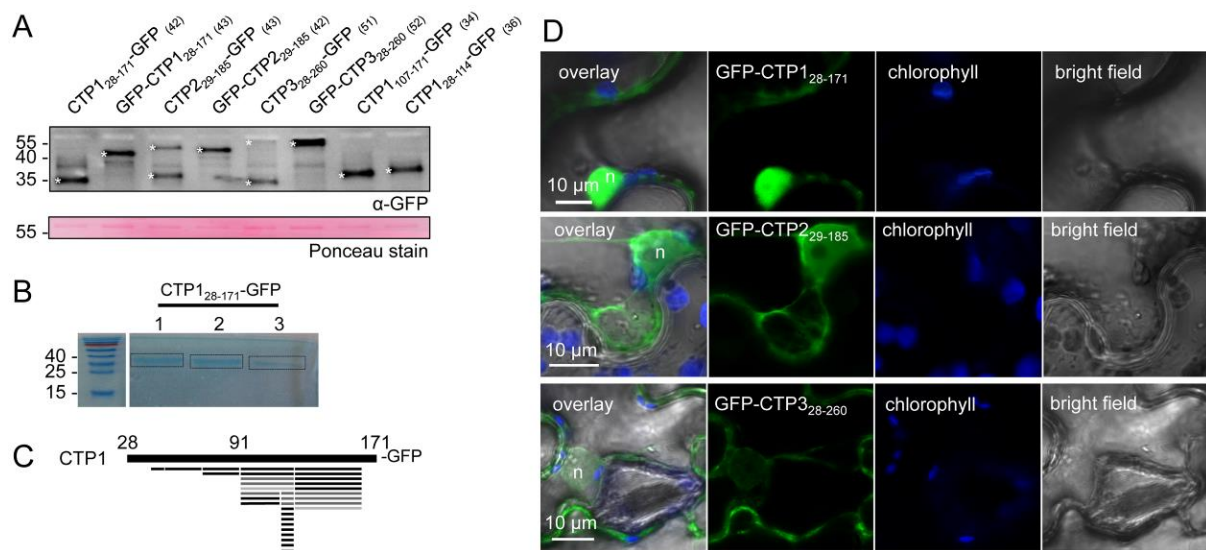 A
CTP1₂₈₋₁₇₁-GFP (42)
GFP-CTP1₂₈₋₁₇₁ (43)
CTP2₂₉₋₁₈₅-GFP (43)
GFP-CTP2₂₉₋₁₈₅ (42)
CTP3₂₈₋₂₆₀-GFP (51)
GFP-CTP3₂₈₋₂₆₀ (52)
CTP1₁₀₇₋₁₇₁-GFP (34)
CTP1₂₈₋₁₁₄-GFP (36)
55
40
35
α-GFP
55
Ponceau stain
B
CTP1₂₈₋₁₇₁-GFP
1 2 3
40
25
15
C
28 91 171
CTP1 -GFP
D
overlay GFP-CTP1₂₈₋₁₇₁ chlorophyll bright field
n
10 µm
overlay GFP-CTP2₂₉₋₁₈₅ chlorophyll bright field
n
10 µm
overlay GFP-CTP3₂₈₋₂₆₀ chlorophyll bright field
n
10 µm